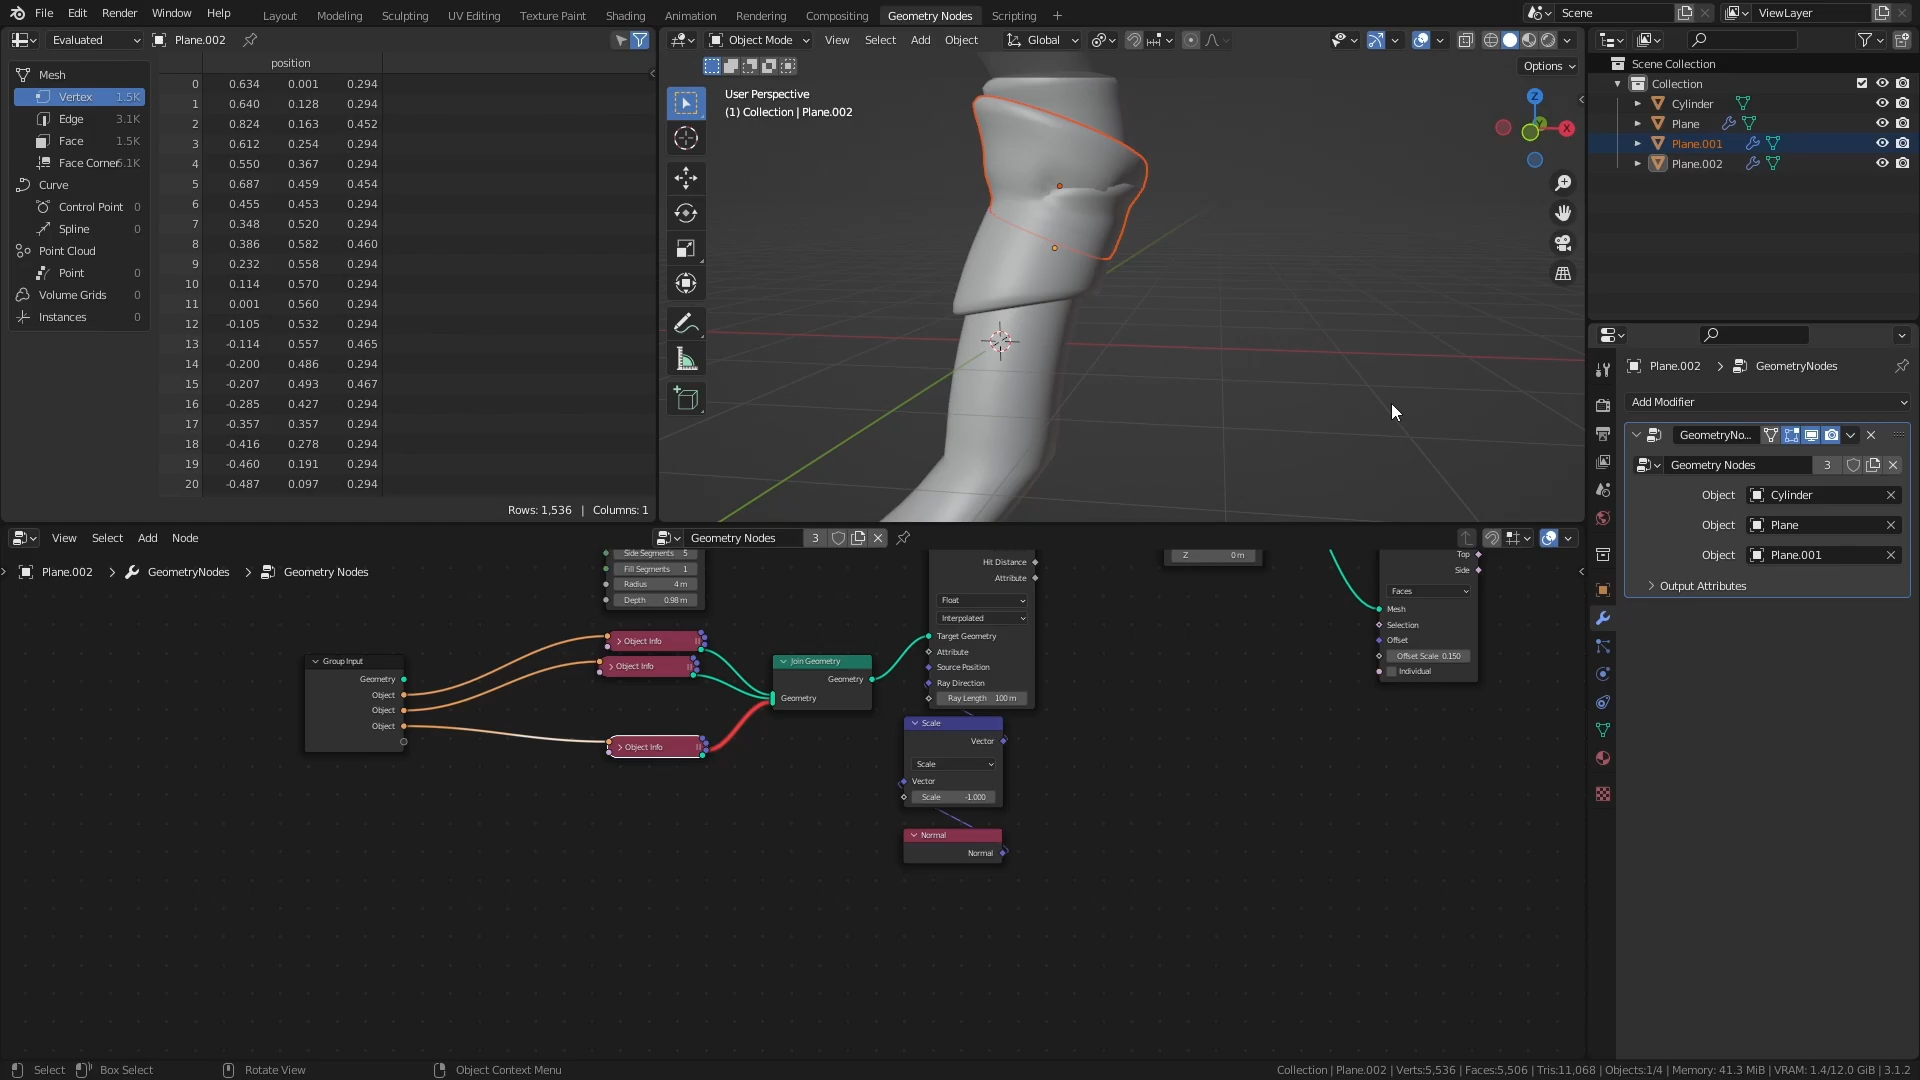 File Edit Render Window Help
Layout Modeling Sculpting UV Editing Texture Paint Shading Animation Rendering Compositing Geometry Nodes Scripting +
Scene
ViewLayer
Evaluated
Plane.002
Mesh
Vertex 1.5K
Edge 3.1K
Face 1.5K
Face Corner 6.1K
Curve
Control Point 0
Spline 0
Point Cloud
Point 0
Volume Grids 0
Instances 0
position
0 0.634 0.001 0.294
1 0.640 0.128 0.294
2 0.824 0.163 0.452
3 0.612 0.254 0.294
4 0.550 0.367 0.294
5 0.687 0.459 0.454
6 0.455 0.453 0.294
7 0.348 0.520 0.294
8 0.386 0.582 0.460
9 0.232 0.558 0.294
10 0.114 0.570 0.294
11 0.001 0.560 0.294
12 -0.105 0.532 0.294
13 -0.114 0.557 0.465
14 -0.200 0.486 0.294
15 -0.207 0.493 0.467
16 -0.285 0.427 0.294
17 -0.357 0.357 0.294
18 -0.416 0.278 0.294
19 -0.460 0.191 0.294
20 -0.487 0.097 0.294
Rows: 1,536 | Columns: 1
Object Mode View Select Add Object Global
Options
User Perspective
(1) Collection | Plane.002
Z
Y
X
Scene Collection
Collection
Cylinder
Plane
Plane.001
Plane.002
Plane.002 > GeometryNodes
Add Modifier
GeometryNo...
Geometry Nodes 3
Object Cylinder
Object Plane
Object Plane.001
Output Attributes
View Select Add Node
Geometry Nodes 3
Plane.002 > GeometryNodes > Geometry Nodes
Side Segments 5
Fill Segments 1
Radius 4 m
Depth 0.98 m
Object Info
Object Info
Object Info
Group Input
Geometry
Object
Object
Object
Join Geometry
Geometry
Geometry
Hit Distance
Attribute
Float
Interpolated
Target Geometry
Attribute
Source Position
Ray Direction
Ray Length 100 m
Scale
Vector
Scale
Vector
Scale -1.000
Normal
Normal
Z 0 m
Top
Side
Faces
Mesh
Selection
Offset
Offset Scale 0.150
Individual
Select Box Select Rotate View Object Context Menu
Collection | Plane.002 | Verts:5,536 | Faces:5,506 | Tris:11,068 | Objects:1/4 | Memory: 41.3 MiB | VRAM: 1.4/12.0 GiB | 3.1.2